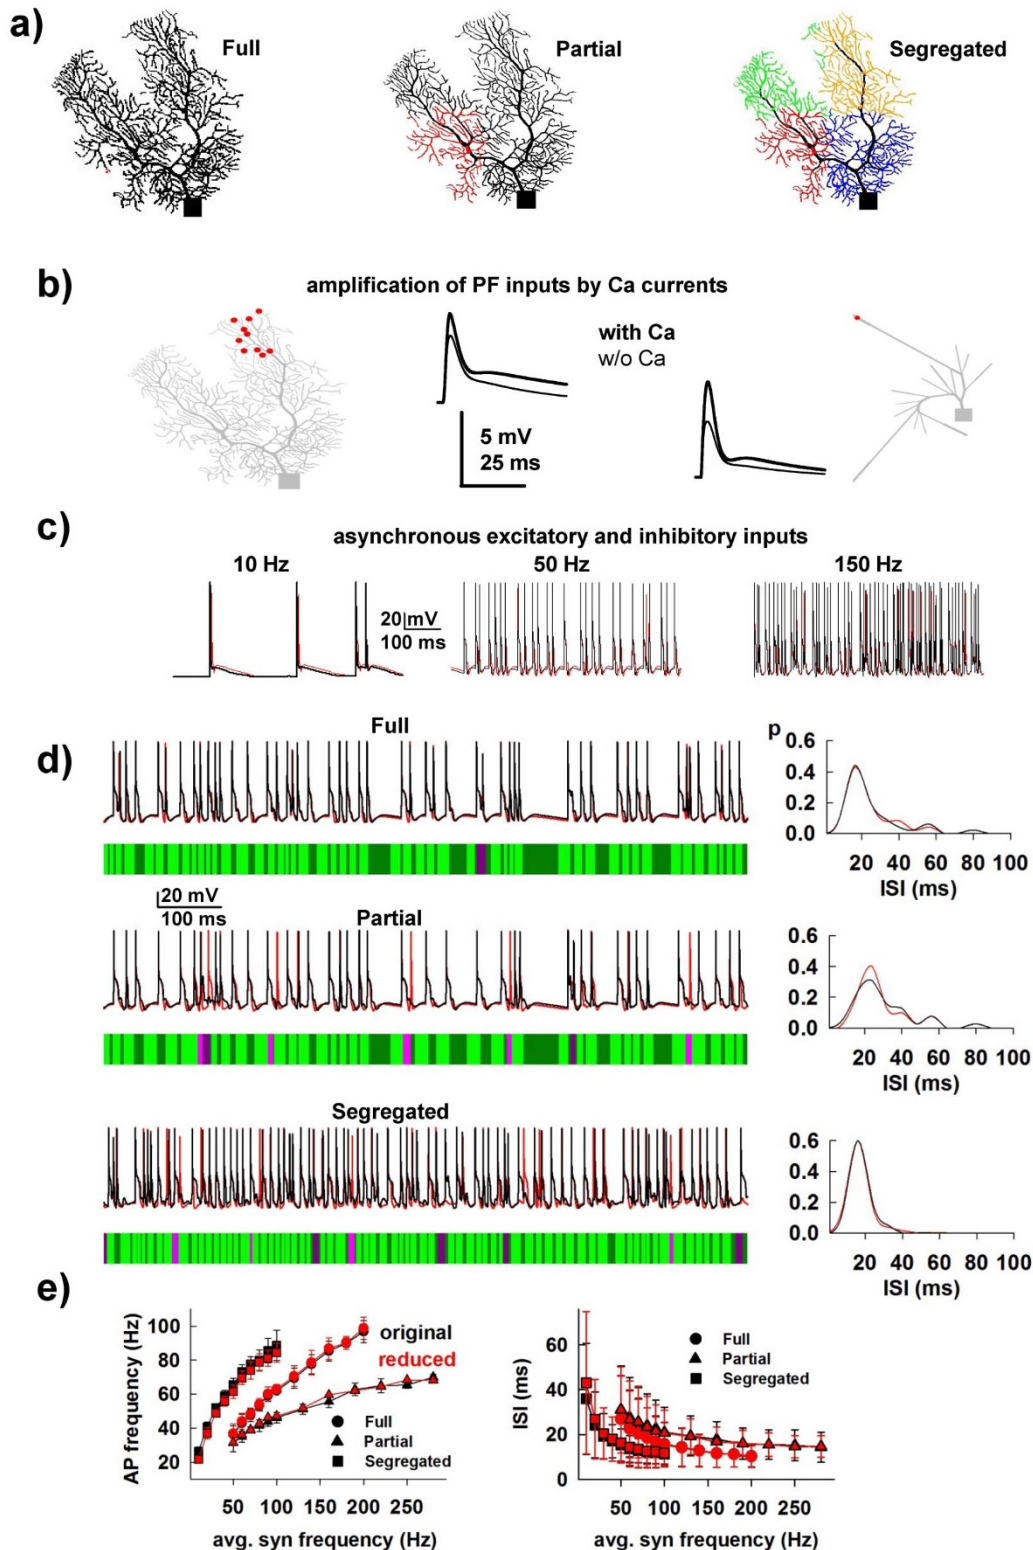 a)
Full
Partial
Segregated
b)
amplification of PF inputs by Ca currents
with Ca
w/o Ca
5 mV
25 ms
c)
asynchronous excitatory and inhibitory inputs
10 Hz
50 Hz
150 Hz
20 mV
100 ms
d)
Full
p
0.6
0.4
0.2
0.0
20 40 60 80 100
ISI (ms)
20 mV
100 ms
Partial
0.6
0.4
0.2
0.0
20 40 60 80 100
ISI (ms)
Segregated
0.6
0.4
0.2
0.0
20 40 60 80 100
ISI (ms)
e)
AP frequency (Hz)
100
80
60
40
20
original
reduced
Full
Partial
Segregated
50 100 150 200 250
avg. syn frequency (Hz)
ISI (ms)
60
40
20
0
Full
Partial
Segregated
50 100 150 200 250
avg. syn frequency (Hz)